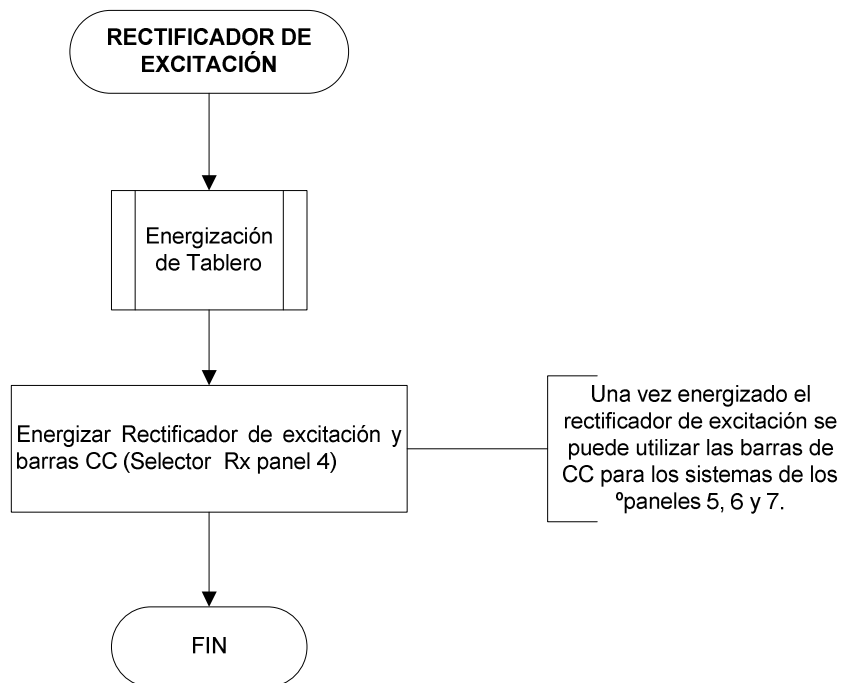 RECTIFICADOR DE
EXCITACIÓN
Energización
de Tablero
Energizar Rectificador de excitación y
barras CC (Selector Rx panel 4)
Una vez energizado el
rectificador de excitación se
puede utilizar las barras de
CC para los sistemas de los
ºpaneles 5, 6 y 7.
FIN